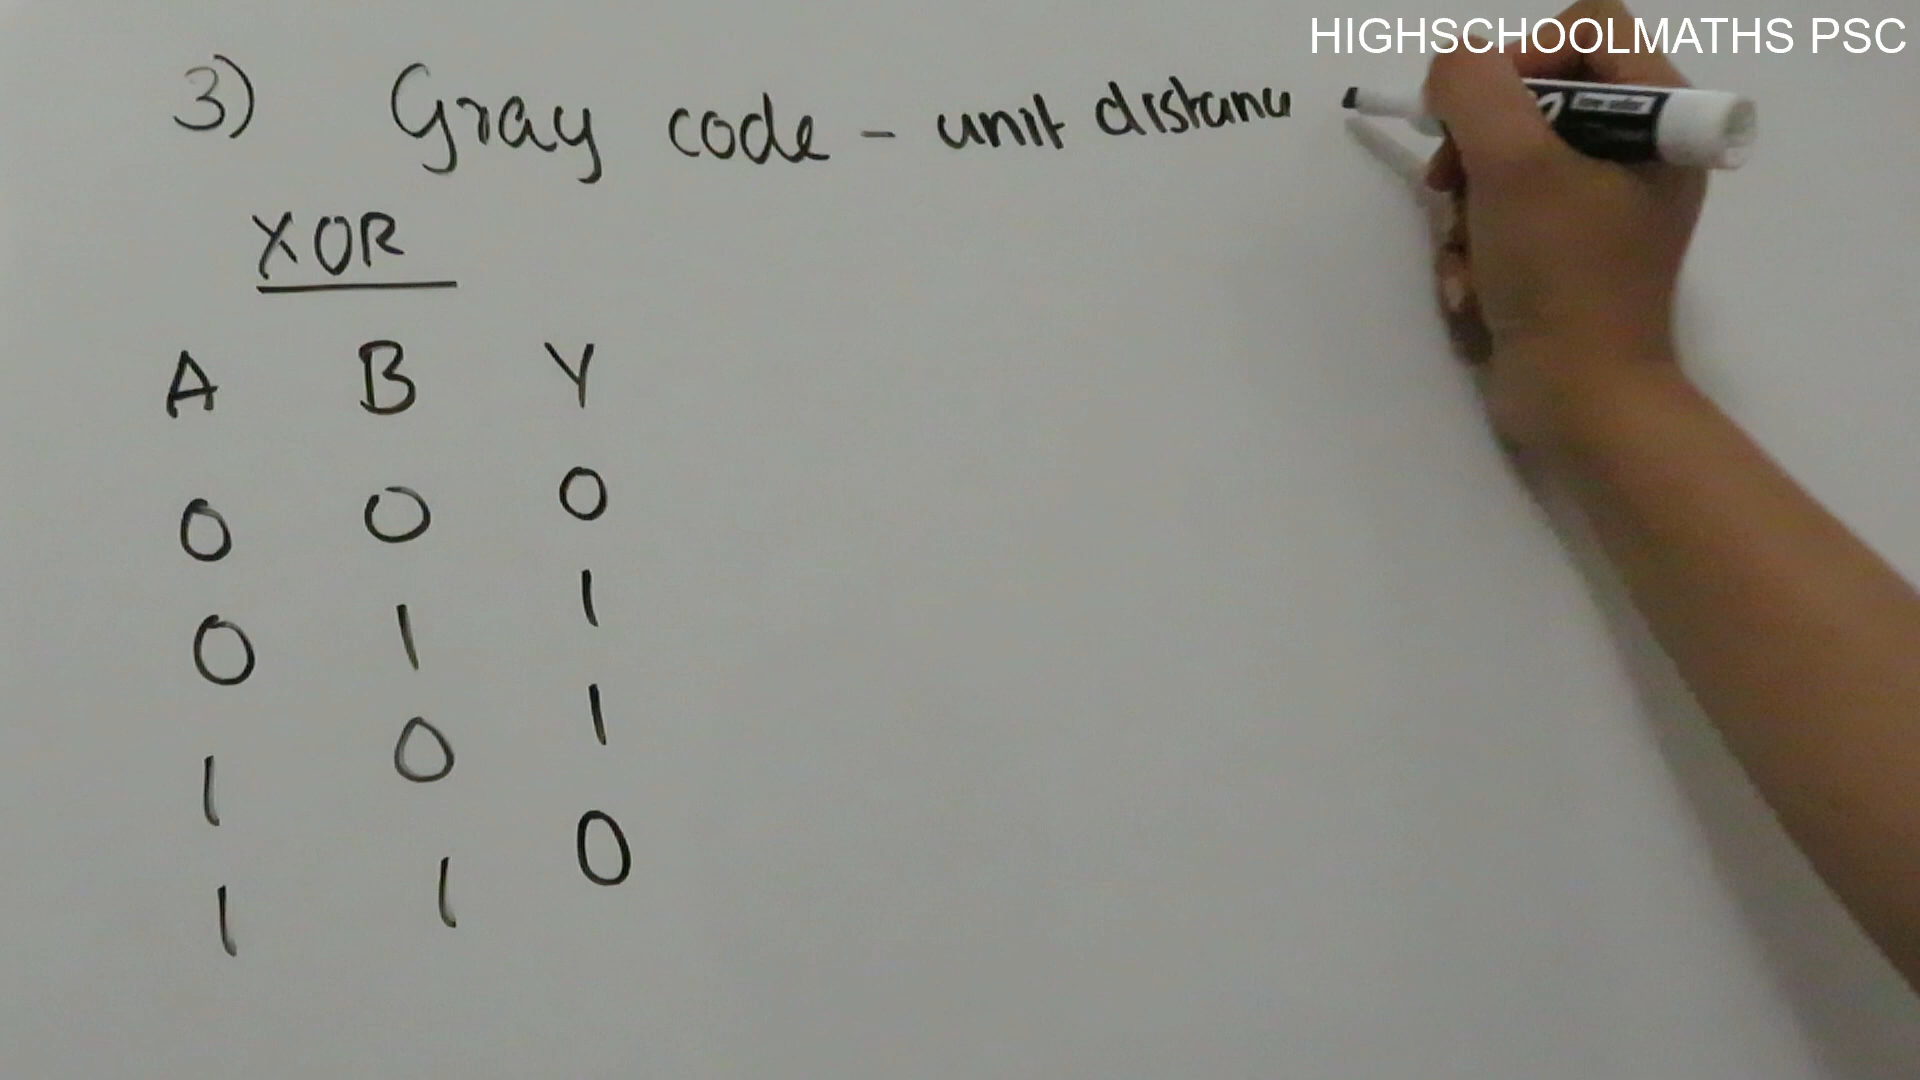 HIGHSCHOOLMATHS PSC
3) Gray code - unit distance
XOR
A B Y
0 0 0
0 1 1
1 0 1
1 1 0